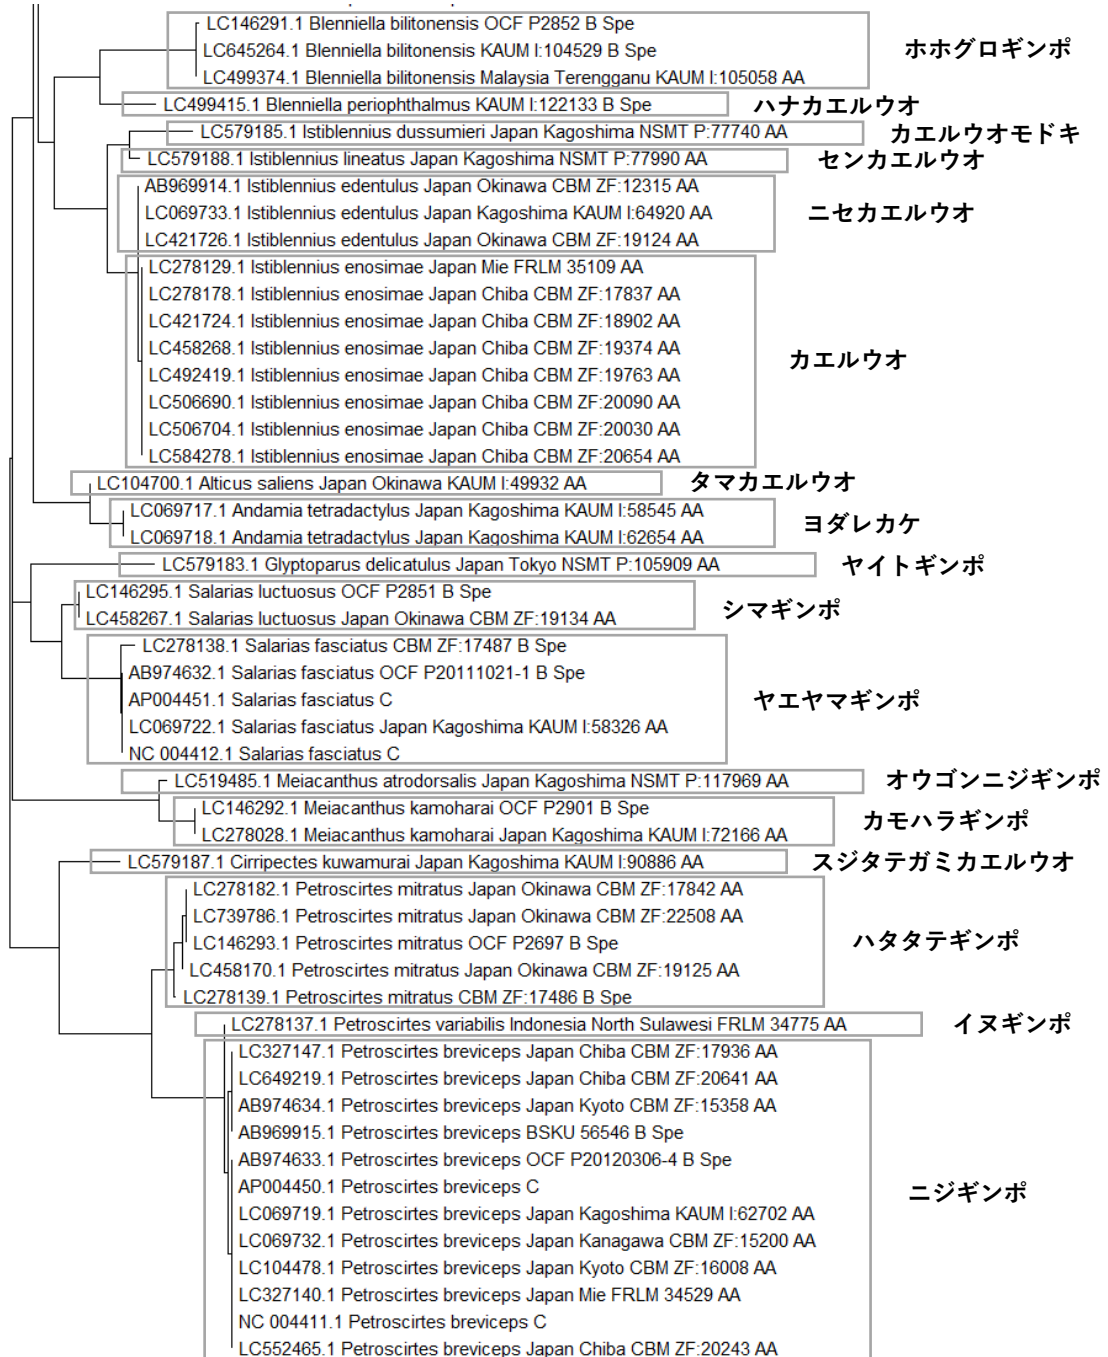 LC146291.1 Blenniella bilitonensis OCF P2852 B Spe
LC645264.1 Blenniella bilitonensis KAUM I:104529 B Spe
ホホグロギンポ
LC499374.1 Blenniella bilitonensis Malaysia Terengganu KAUM I:105058 AA
LC499415.1 Blenniella periophthalmus KAUM I:122133 B Spe
ハナカエルウオ
LC579185.1 Istiblennius dussumieri Japan Kagoshima NSMT P:77740 AA
カエルウオモドキ
LC579188.1 Istiblennius lineatus Japan Kagoshima NSMT P:77990 AA
センカエルウオ
AB969914.1 Istiblennius edentulus Japan Okinawa CBM ZF:12315 AA
LC069733.1 Istiblennius edentulus Japan Kagoshima KAUM I:64920 AA
ニセカエルウオ
LC421726.1 Istiblennius edentulus Japan Okinawa CBM ZF:19124 AA
LC278129.1 Istiblennius enosimae Japan Mie FRLM 35109 AA
LC278178.1 Istiblennius enosimae Japan Chiba CBM ZF:17837 AA
LC421724.1 Istiblennius enosimae Japan Chiba CBM ZF:18902 AA
LC458268.1 Istiblennius enosimae Japan Chiba CBM ZF:19374 AA
カエルウオ
LC492419.1 Istiblennius enosimae Japan Chiba CBM ZF:19763 AA
LC506690.1 Istiblennius enosimae Japan Chiba CBM ZF:20090 AA
LC506704.1 Istiblennius enosimae Japan Chiba CBM ZF:20030 AA
LC584278.1 Istiblennius enosimae Japan Chiba CBM ZF:20654 AA
LC104700.1 Alticus saliens Japan Okinawa KAUM I:49932 AA
タマカエルウオ
LC069717.1 Andamia tetradactylus Japan Kagoshima KAUM I:58545 AA
ヨダレカケ
LC069718.1 Andamia tetradactylus Japan Kagoshima KAUM I:62654 AA
LC579183.1 Glyptoparus delicatulus Japan Tokyo NSMT P:105909 AA
ヤイトギンポ
LC146295.1 Salarias luctuosus OCF P2851 B Spe
シマギンポ
LC458267.1 Salarias luctuosus Japan Okinawa CBM ZF:19134 AA
LC278138.1 Salarias fasciatus CBM ZF:17487 B Spe
AB974632.1 Salarias fasciatus OCF P20111021-1 B Spe
AP004451.1 Salarias fasciatus C
ヤエヤマギンポ
LC069722.1 Salarias fasciatus Japan Kagoshima KAUM I:58326 AA
NC 004412.1 Salarias fasciatus C
LC519485.1 Meiacanthus atrodorsalis Japan Kagoshima NSMT P:117969 AA
オウゴンニジギンポ
LC146292.1 Meiacanthus kamoharai OCF P2901 B Spe
カモハラギンポ
LC278028.1 Meiacanthus kamoharai Japan Kagoshima KAUM I:72166 AA
LC579187.1 Cirripectes kuwamurai Japan Kagoshima KAUM I:90886 AA
スジタテガミカエルウオ
LC278182.1 Petroscirtes mitratus Japan Okinawa CBM ZF:17842 AA
LC739786.1 Petroscirtes mitratus Japan Okinawa CBM ZF:22508 AA
LC146293.1 Petroscirtes mitratus OCF P2697 B Spe
ハタタテギンポ
LC458170.1 Petroscirtes mitratus Japan Okinawa CBM ZF:19125 AA
LC278139.1 Petroscirtes mitratus CBM ZF:17486 B Spe
LC278137.1 Petroscirtes variabilis Indonesia North Sulawesi FRLM 34775 AA
イヌギンポ
LC327147.1 Petroscirtes breviceps Japan Chiba CBM ZF:17936 AA
LC649219.1 Petroscirtes breviceps Japan Chiba CBM ZF:20641 AA
AB974634.1 Petroscirtes breviceps Japan Kyoto CBM ZF:15358 AA
AB969915.1 Petroscirtes breviceps BSKU 56546 B Spe
AB974633.1 Petroscirtes breviceps OCF P20120306-4 B Spe
AP004450.1 Petroscirtes breviceps C
ニジギンポ
LC069719.1 Petroscirtes breviceps Japan Kagoshima KAUM I:62702 AA
LC069732.1 Petroscirtes breviceps Japan Kanagawa CBM ZF:15200 AA
LC104478.1 Petroscirtes breviceps Japan Kyoto CBM ZF:16008 AA
LC327140.1 Petroscirtes breviceps Japan Mie FRLM 34529 AA
NC 004411.1 Petroscirtes breviceps C
LC552465.1 Petroscirtes breviceps Japan Chiba CBM ZF:20243 AA